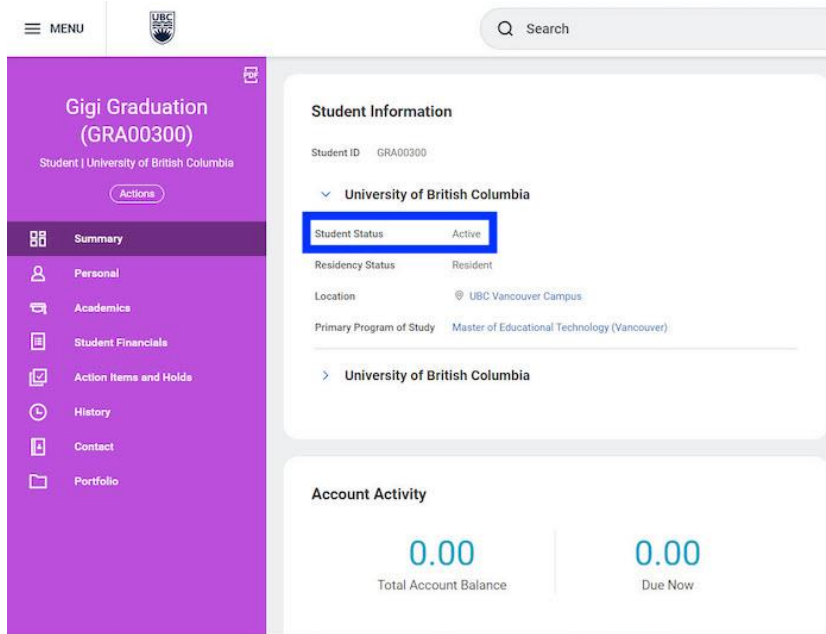 MENU
UBC
Search
PDF
Gigi Graduation
(GRA00300)
Student | University of British Columbia
Actions
Summary
Personal
Academics
Student Financials
Action Items and Holds
History
Contact
Portfolio
Student Information
Student ID GRA00300
University of British Columbia
Student Status Active
Residency Status Resident
Location UBC Vancouver Campus
Primary Program of Study Master of Educational Technology (Vancouver)
University of British Columbia
Account Activity
0.00 0.00
Total Account Balance Due Now